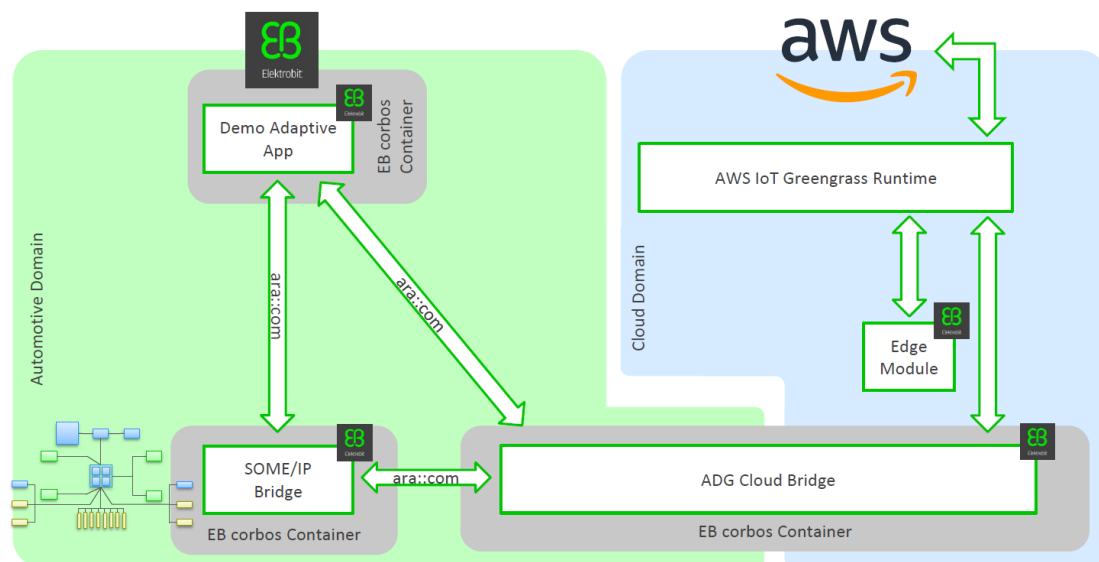 Elektrobit
aws
Demo Adaptive
App
EB corbos
Container
AWS IoT Greengrass Runtime
Automotive Domain
ara::com
ara::com
Cloud Domain
Edge
Module
SOME/IP
Bridge
ara::com
ADG Cloud Bridge
EB corbos Container
EB corbos Container